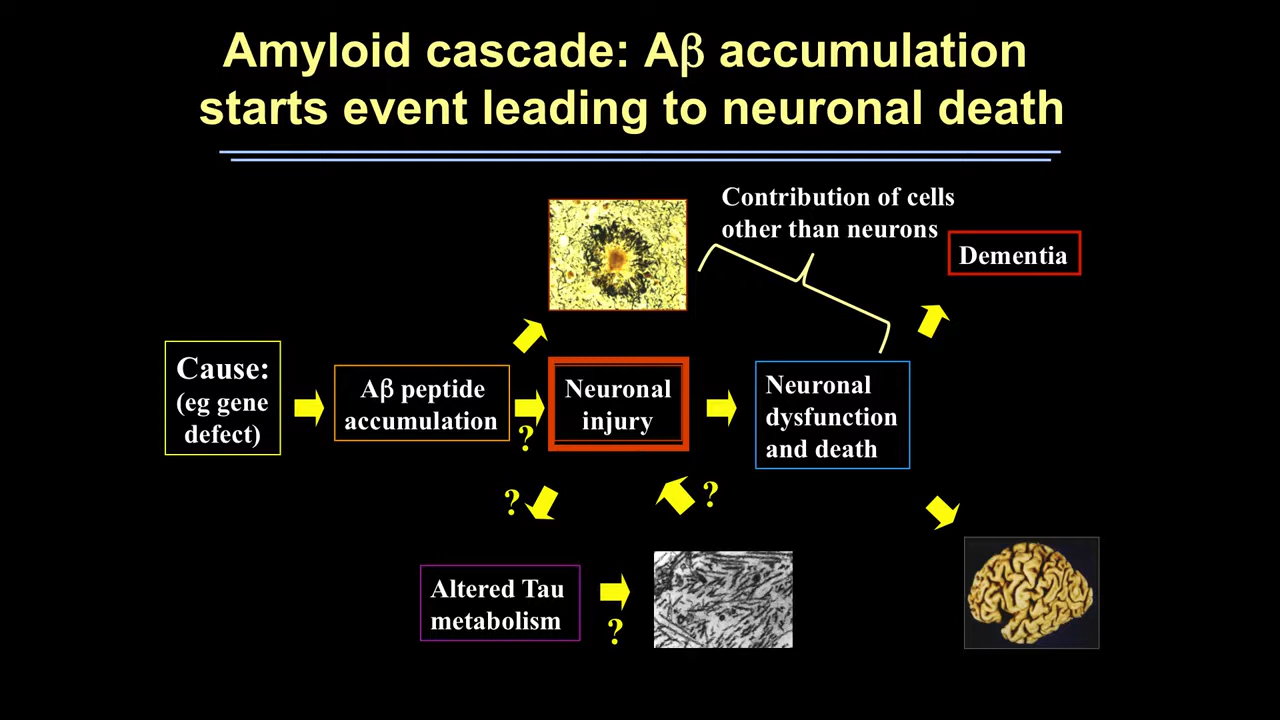 Amyloid cascade: Aβ accumulation
starts event leading to neuronal death
Contribution of cells
other than neurons
Dementia
Cause:
(eg gene
defect)
Aβ peptide
accumulation
?
Neuronal
injury
Neuronal
dysfunction
and death
?
?
Altered Tau
metabolism
?